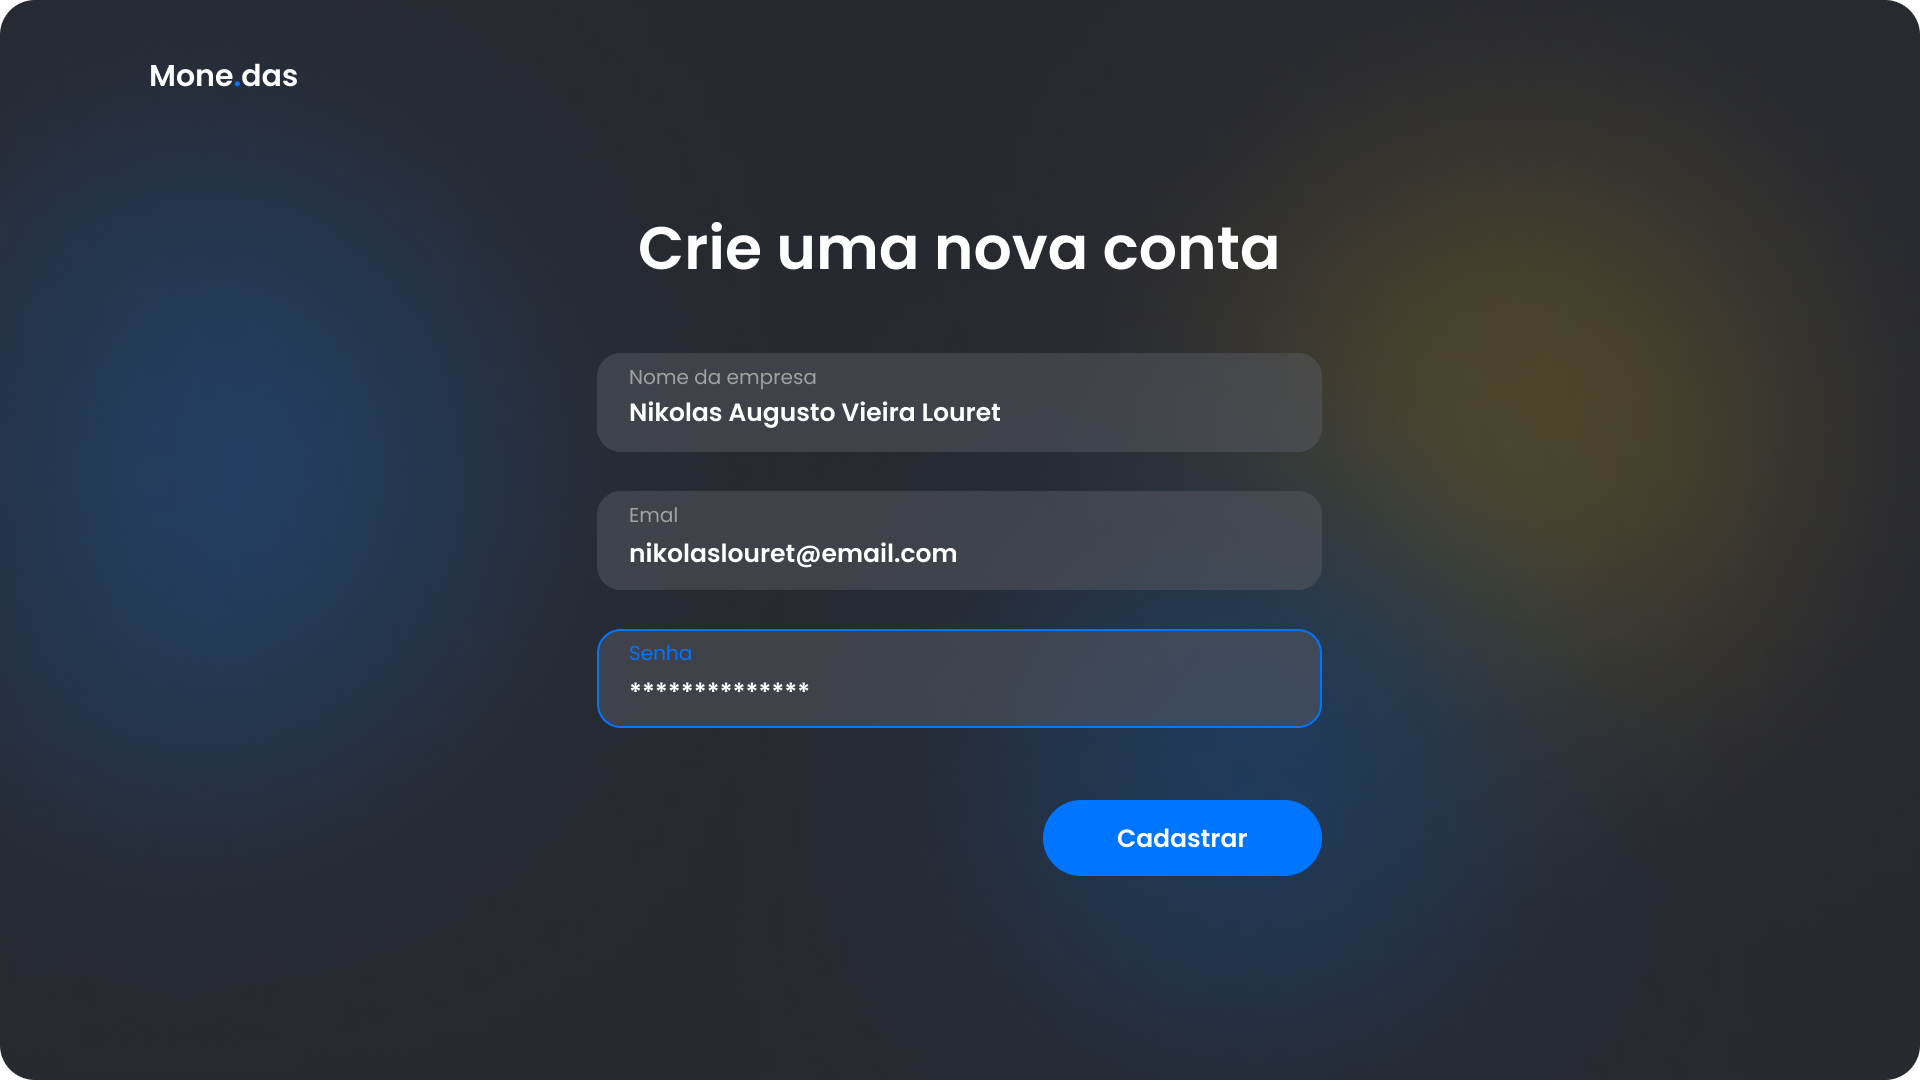 Mone.das
Crie uma nova conta
Nome da empresa
Nikolas Augusto Vieira Louret
Emal
nikolaslouret@email.com
Senha
**************
Cadastrar